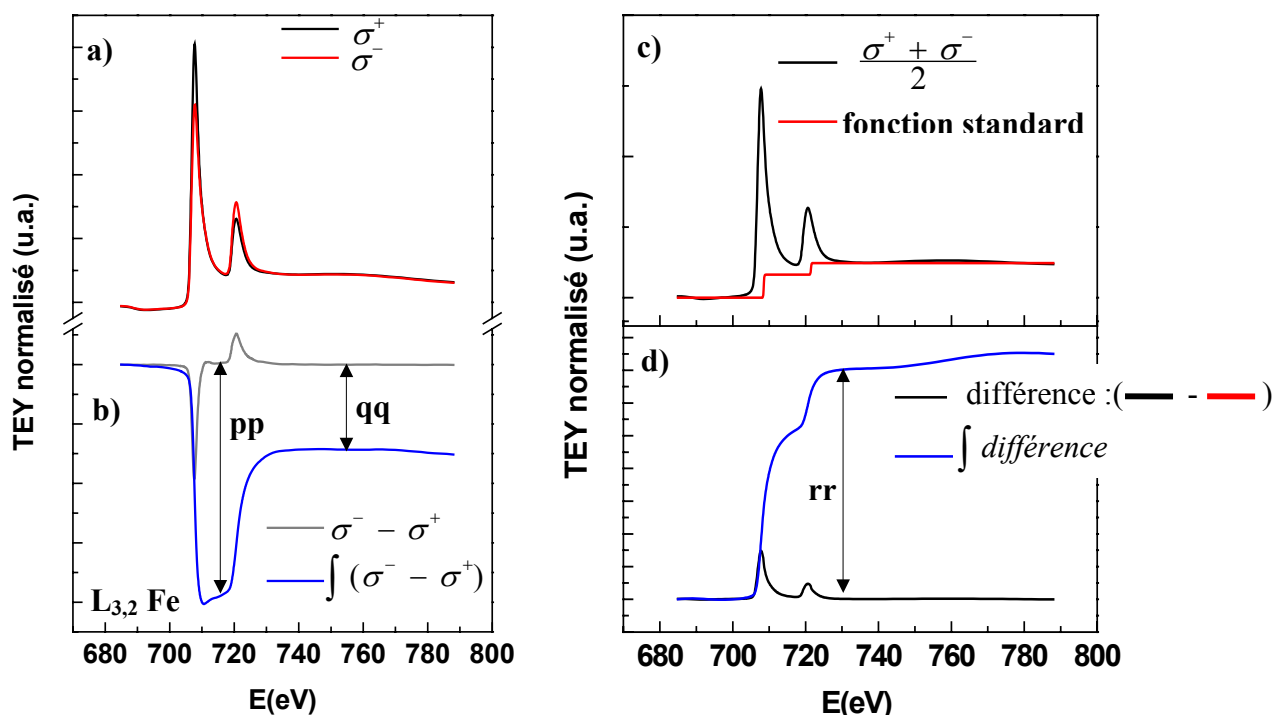 a)
σ⁺
σ⁻
TEY normalisé (u.a.)
b)
pp
qq
σ⁻ − σ⁺
∫ (σ⁻ − σ⁺)
L3,2 Fe
680 700 720 740 760 780 800
E(eV)
c)
σ⁺ + σ⁻
2
fonction standard
TEY normalisé (u.a.)
d)
différence :( - )
∫ différence
rr
680 700 720 740 760 780 800
E(eV)